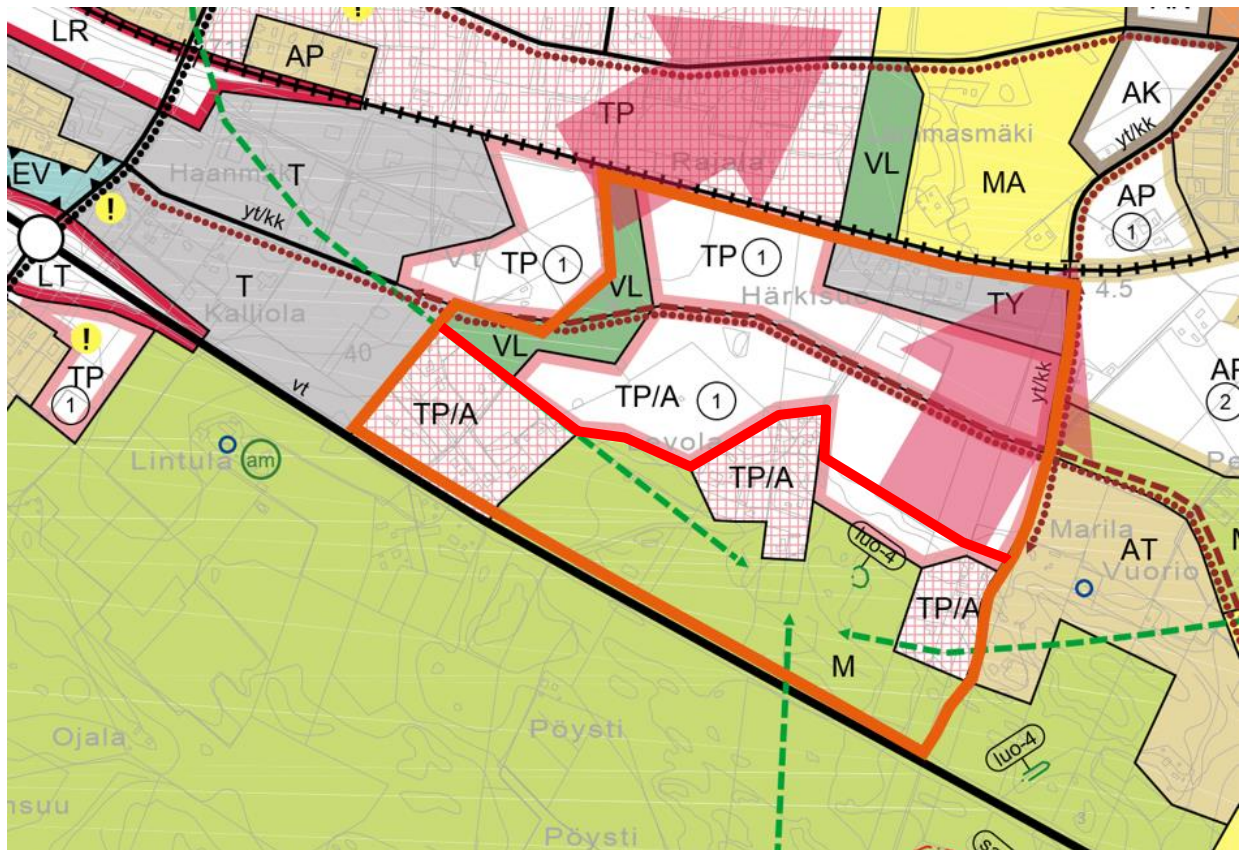 LR
AP
TP
AK
yt/kk
Rajala
VL
MA
EV
Haanmäki
T
!
yt/kk
AP
1
TP 1
TP 1
LT
T
Kalliola
VL
Härkisuo
TY
4.5
40
VL
yt/kk
!
TP
1
vt
TP/A
TP/A 1
2
Lintula
am
TP/A
luo-4
Marila
AT
Vuorio
TP/A
M
Ojala
Pöysti
luo-4
Pöysti
3